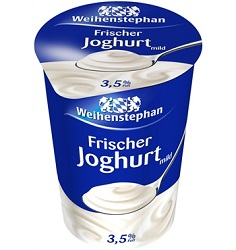 Weihenstephan
Frischer
Joghurt mild
3,5% Fett
Weihenstephan
Frischer
Joghurt mild
3,5% Fett